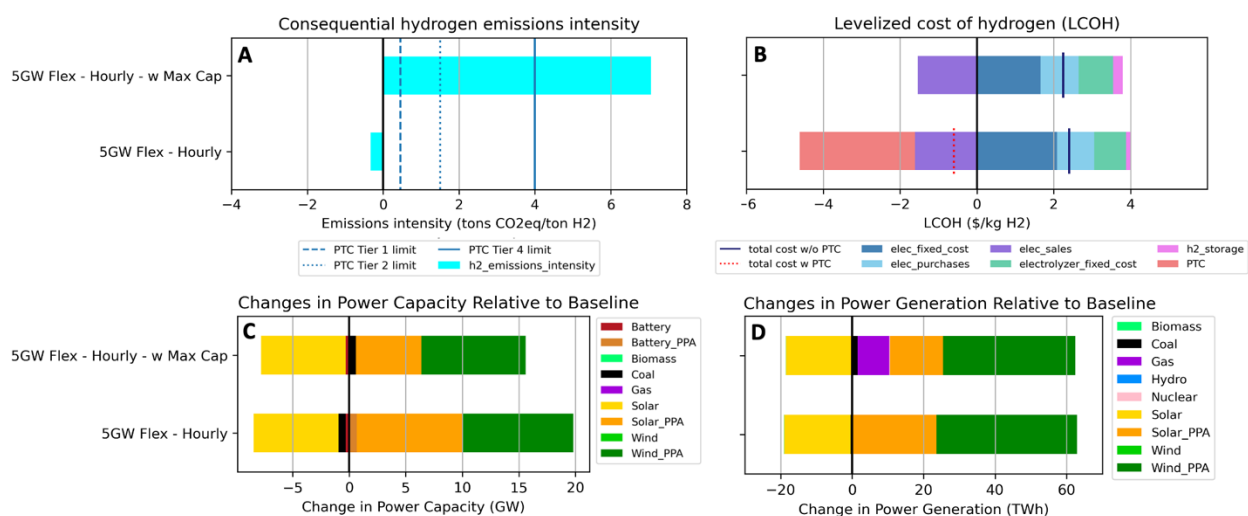 Consequential hydrogen emissions intensity
A
5GW Flex - Hourly - w Max Cap
5GW Flex - Hourly
−4 −2 0 2 4 6 8
Emissions intensity (tons CO2eq/ton H2)
PTC Tier 1 limit
PTC Tier 2 limit
PTC Tier 4 limit
h2_emissions_intensity
Levelized cost of hydrogen (LCOH)
B
−6 −4 −2 0 2 4 6
LCOH ($/kg H2)
total cost w/o PTC
total cost w PTC
elec_fixed_cost
elec_purchases
elec_sales
electrolyzer_fixed_cost
h2_storage
PTC
Changes in Power Capacity Relative to Baseline
C
5GW Flex - Hourly - w Max Cap
5GW Flex - Hourly
−5 0 5 10 15 20
Change in Power Capacity (GW)
Battery
Battery_PPA
Biomass
Coal
Gas
Solar
Solar_PPA
Wind
Wind_PPA
Changes in Power Generation Relative to Baseline
D
−20 0 20 40 60
Change in Power Generation (TWh)
Biomass
Coal
Gas
Hydro
Nuclear
Solar
Solar_PPA
Wind
Wind_PPA